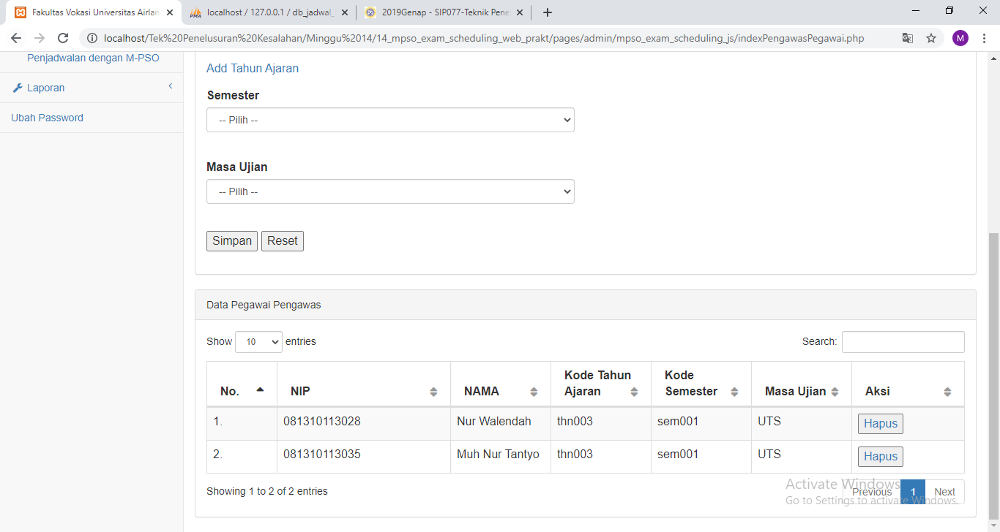 Fakultas Vokasi Universitas Airlan
localhost / 127.0.0.1 / db_jadwal_
2019Genap - SIP077-Teknik Pene
localhost/Tek%20Penelusuran%20Kesalahan/Minggu%2014/14_mpso_exam_scheduling_web_prakt/pages/admin/mpso_exam_scheduling_js/indexPengawasPegawai.php
M
Penjadwalan dengan M-PSO
Laporan
Ubah Password
Add Tahun Ajaran
Semester
-- Pilih --
Masa Ujian
-- Pilih --
Simpan Reset
Data Pegawai Pengawas
Show 10 entries Search:
No. NIP NAMA Kode Tahun Ajaran Kode Semester Masa Ujian Aksi
1. 081310113028 Nur Walendah thn003 sem001 UTS Hapus
2. 081310113035 Muh Nur Tantyo thn003 sem001 UTS Hapus
Showing 1 to 2 of 2 entries
Previous 1 Next
Activate Windows
Go to Settings to activate Windows.